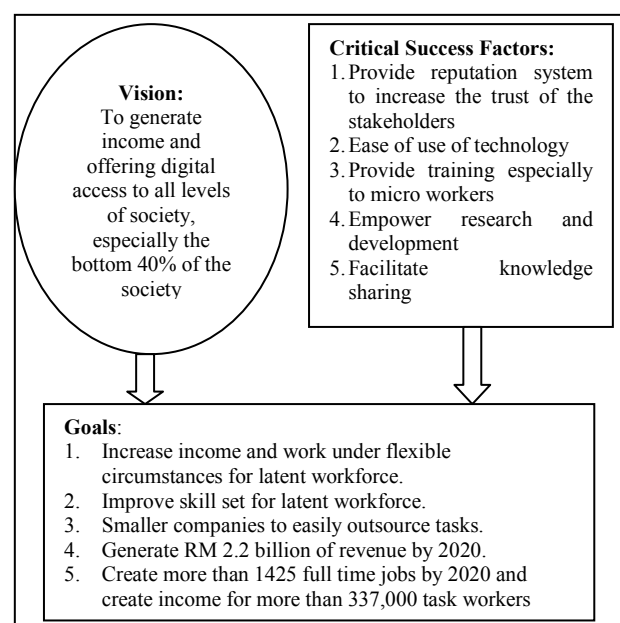 Vision:
To generate
income and
offering digital
access to all levels
of society,
especially the
bottom 40% of the
society
Critical Success Factors:
1. Provide reputation system
to increase the trust of the
stakeholders
2. Ease of use of technology
3. Provide training especially
to micro workers
4. Empower research and
development
5. Facilitate knowledge
sharing
Goals:
1. Increase income and work under flexible
circumstances for latent workforce.
2. Improve skill set for latent workforce.
3. Smaller companies to easily outsource tasks.
4. Generate RM 2.2 billion of revenue by 2020.
5. Create more than 1425 full time jobs by 2020 and
create income for more than 337,000 task workers